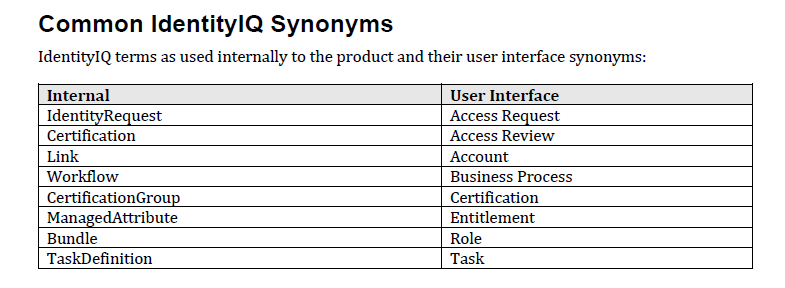 Common IdentityIQ Synonyms
IdentityIQ terms as used internally to the product and their user interface synonyms:
Internal User Interface
IdentityRequest Access Request
Certification Access Review
Link Account
Workflow Business Process
CertificationGroup Certification
ManagedAttribute Entitlement
Bundle Role
TaskDefinition Task